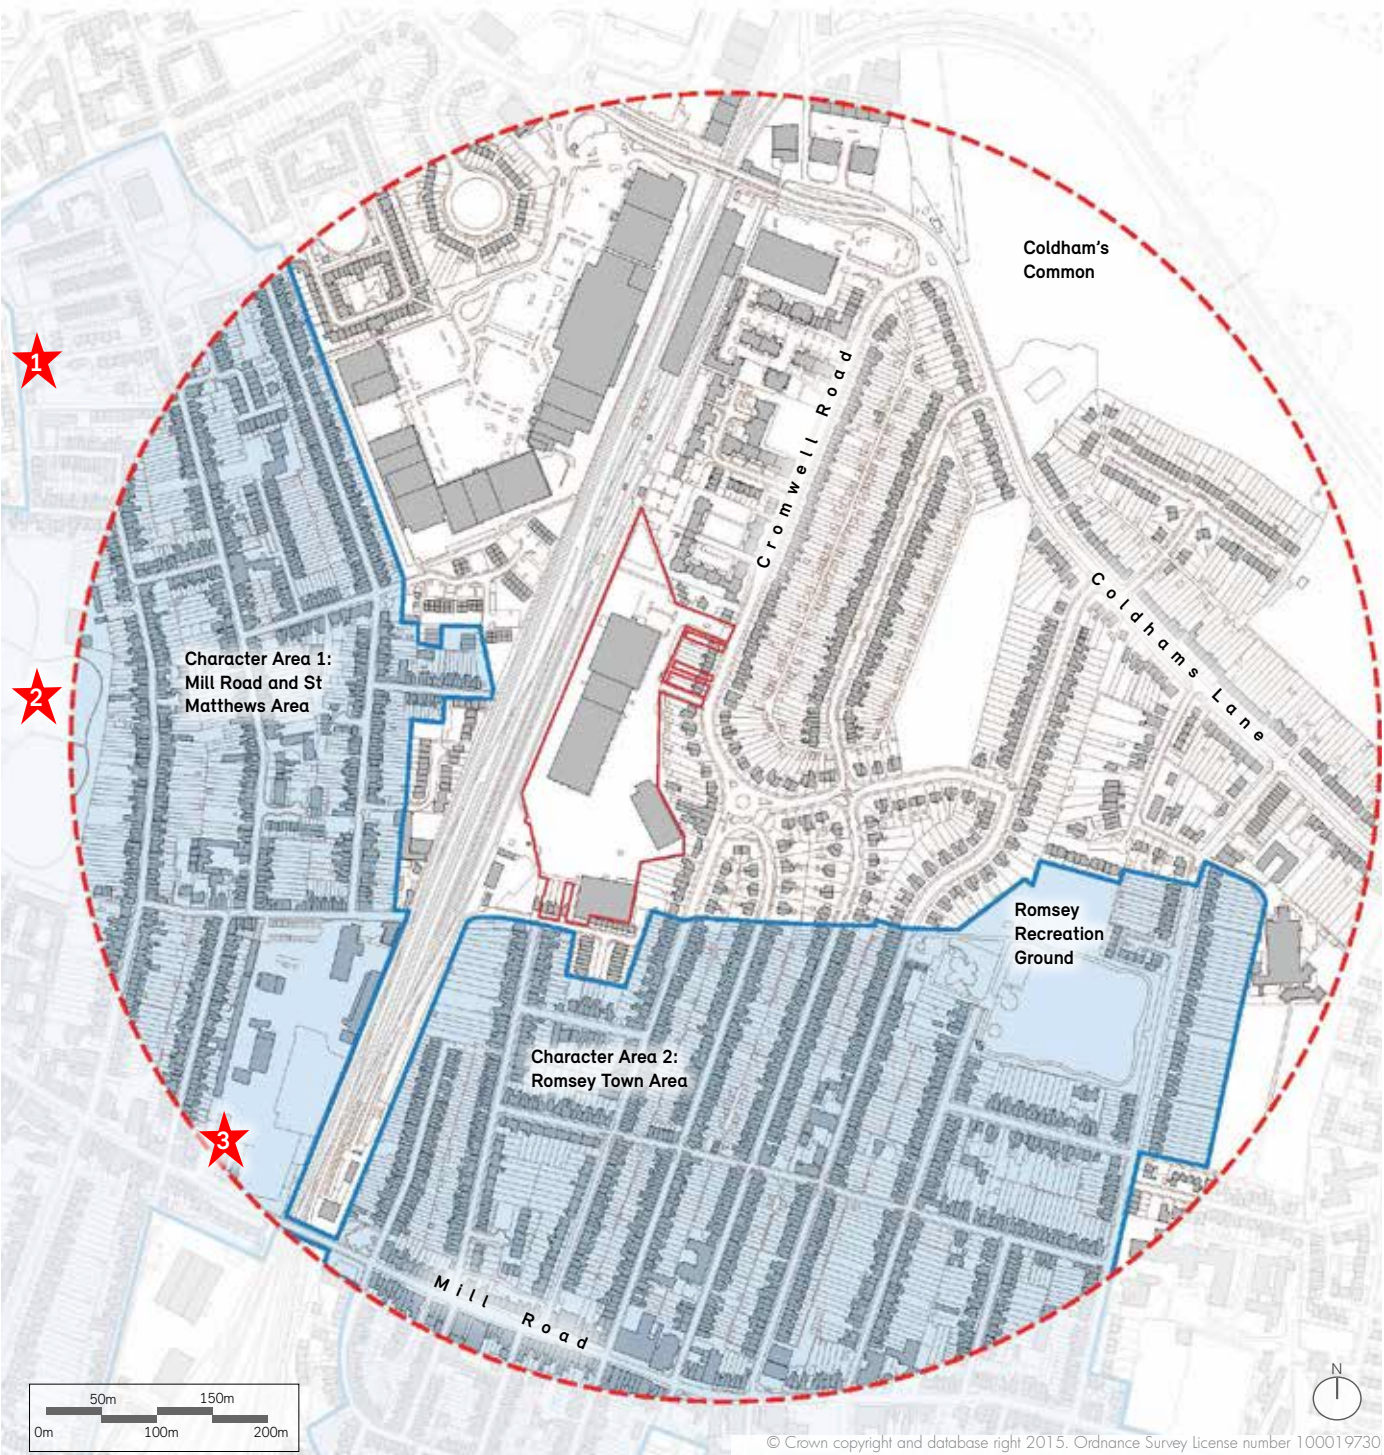 Coldham's
Common
1
Cromwell Road
Coldhams Lane
Character Area 1:
Mill Road and St
Matthews Area
2
Romsey
Recreation
Ground
Character Area 2:
Romsey Town Area
3
Mill Road
N
50m 150m
0m 100m 200m
© Crown copyright and database right 2015. Ordnance Survey License number 100019730